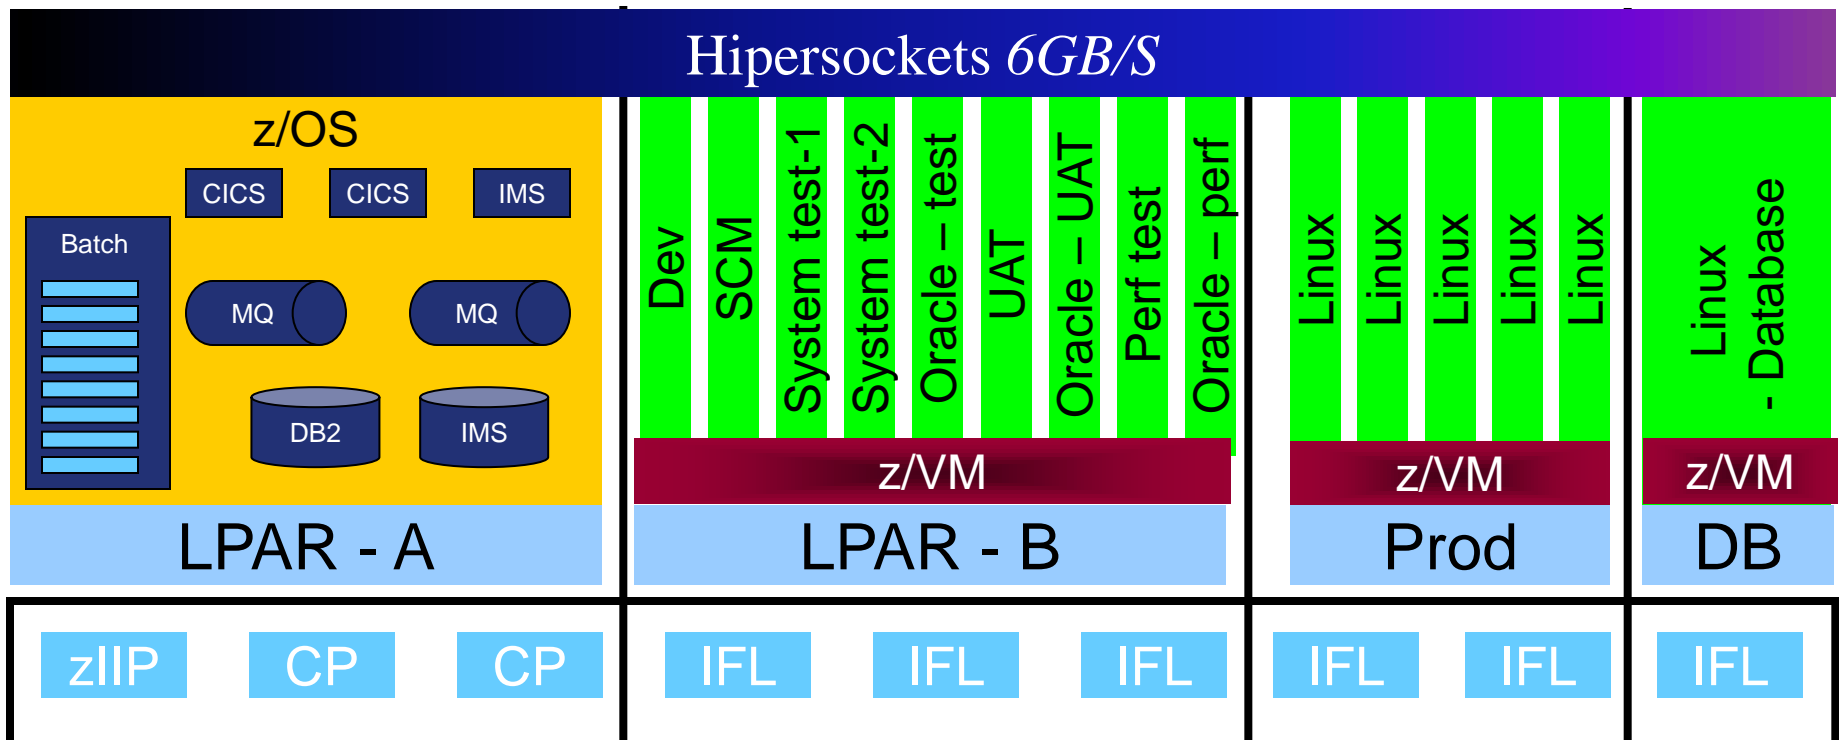 Hipersockets 6GB/S
z/OS
CICS
CICS
IMS
Batch
MQ
MQ
DB2
IMS
LPAR - A
Dev
SCM
System test-1
System test-2
Oracle – test
UAT
Oracle – UAT
Perf test
Oracle – perf
z/VM
LPAR - B
Linux
Linux
Linux
Linux
Linux
z/VM
Prod
Linux
- Database
z/VM
DB
zIIP
CP
CP
IFL
IFL
IFL
IFL
IFL
IFL